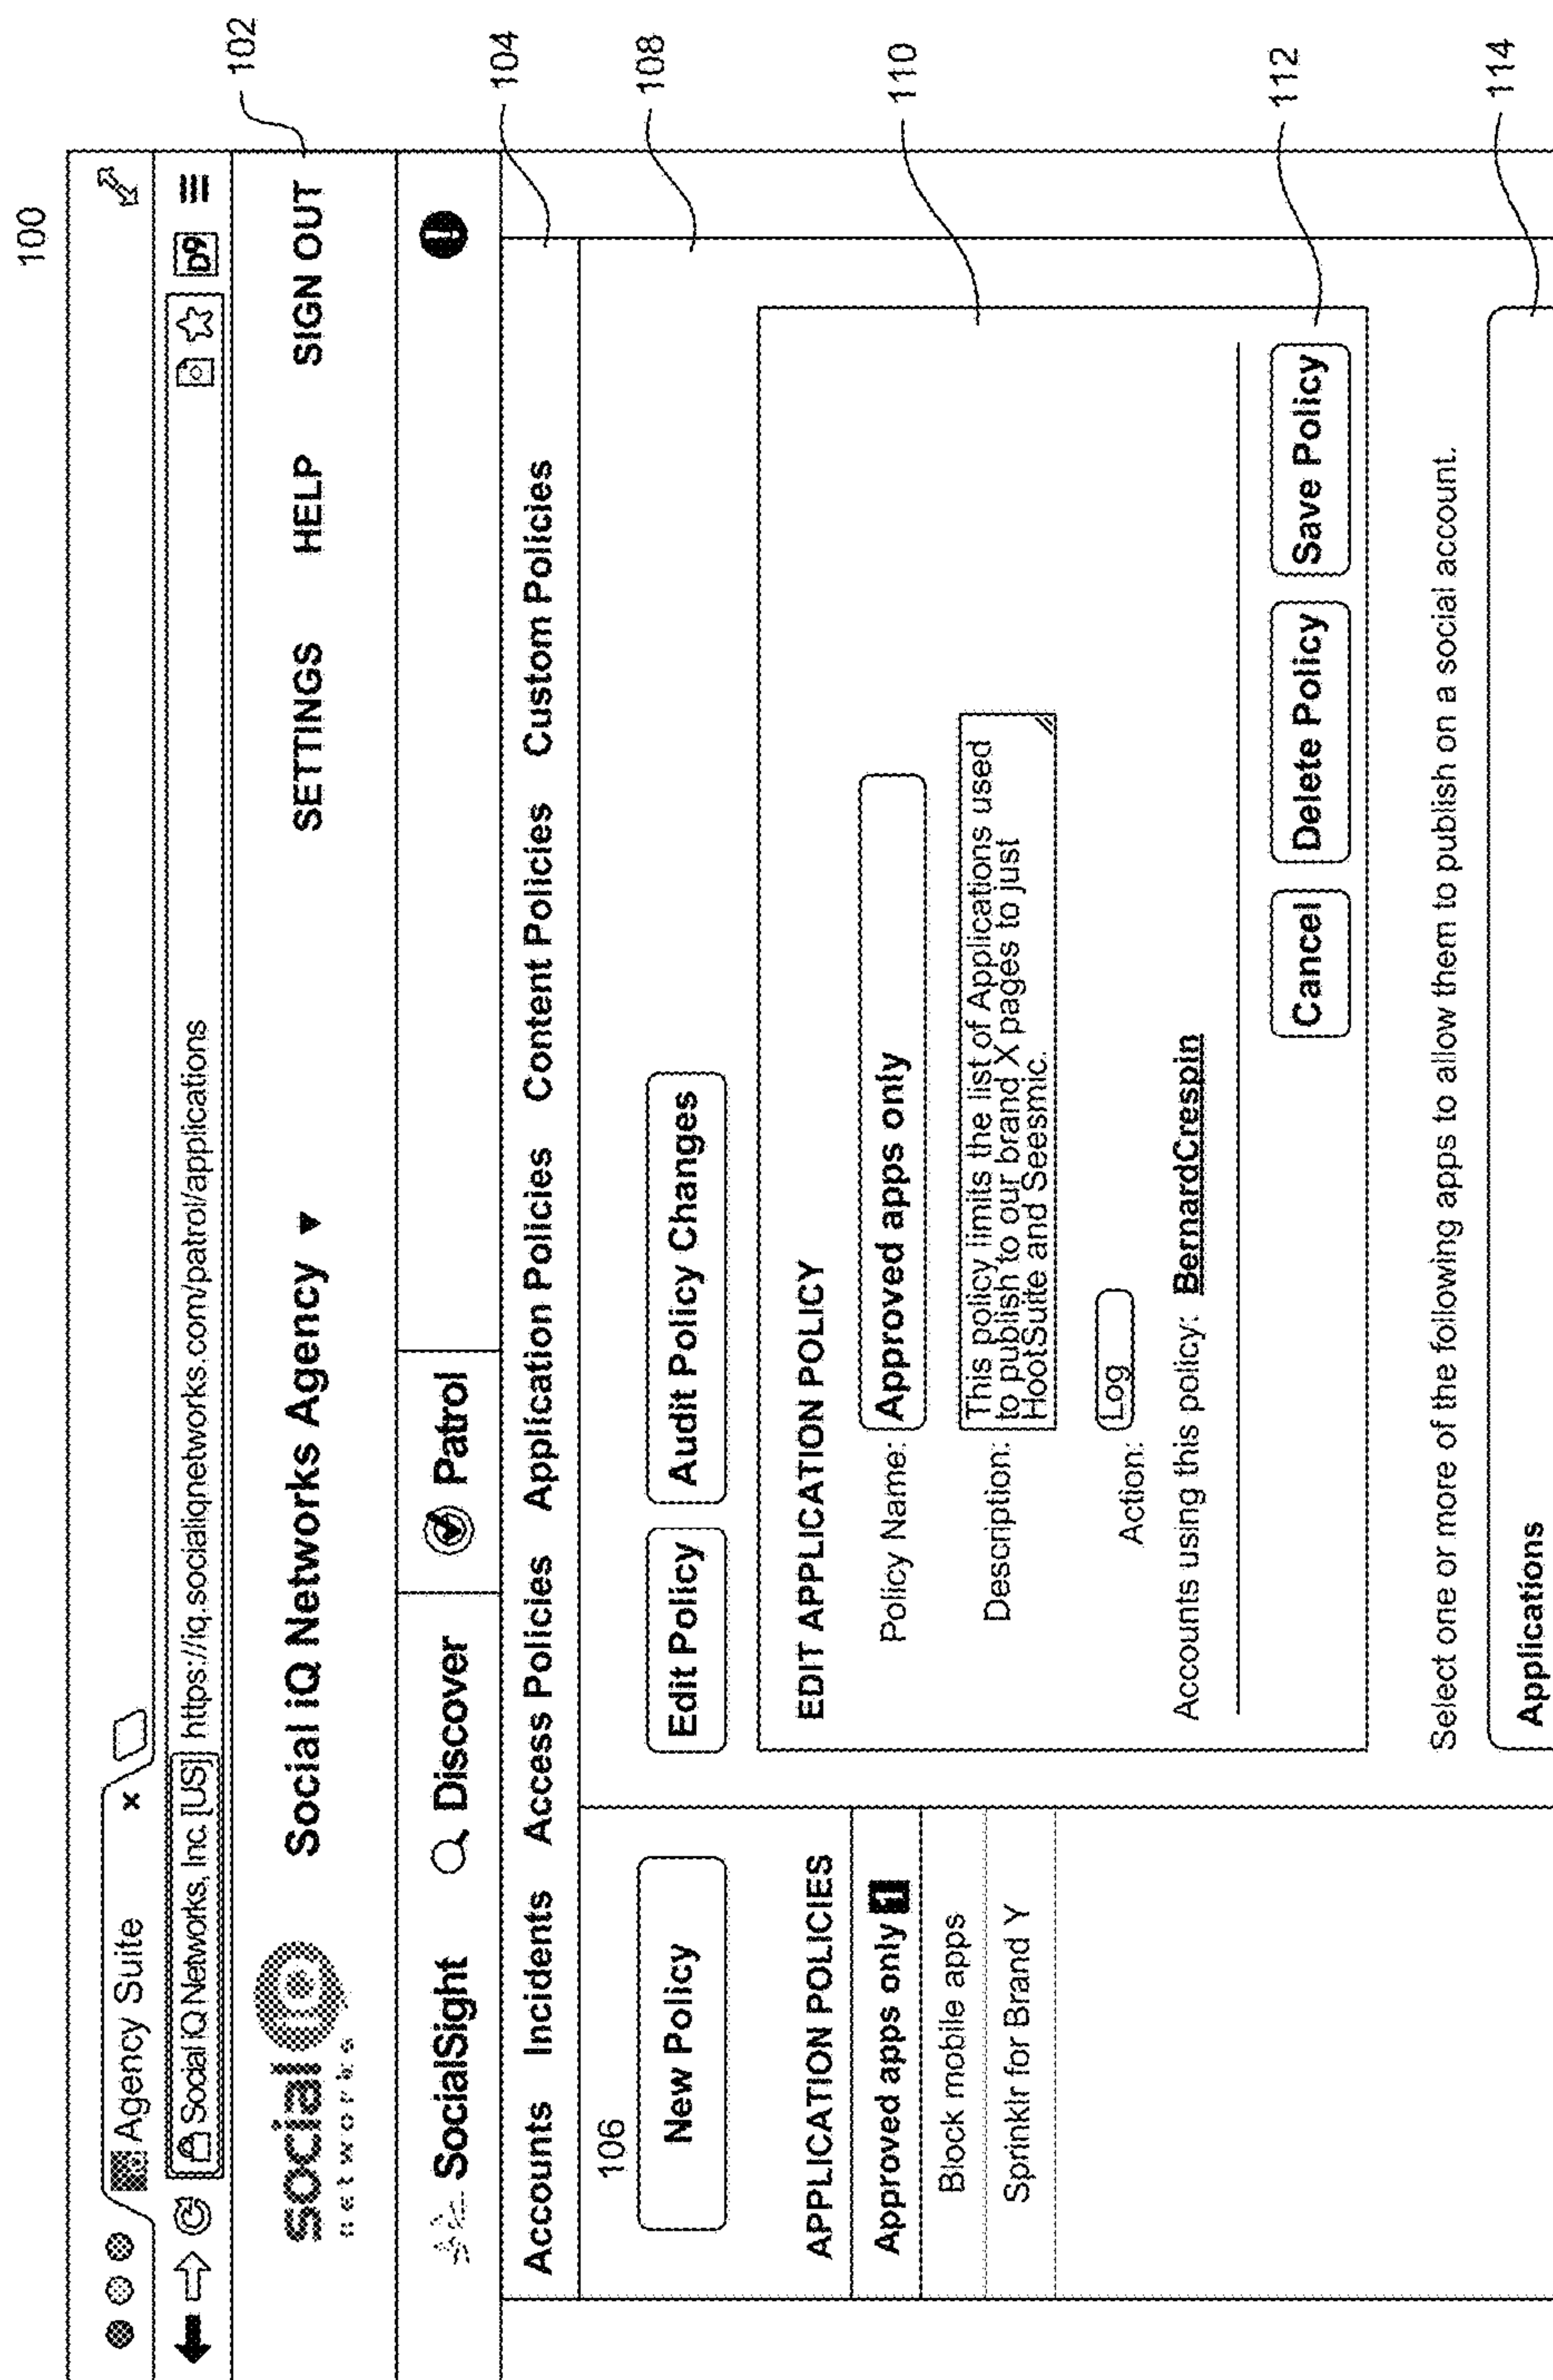 100
Agency Suite ×
Social iQ Networks, Inc. [US] https://iq.socialiqnetworks.com/patrol/applications D9
102
social iQ
networks
Social iQ Networks Agency ▼ SETTINGS HELP SIGN OUT
SocialSight Discover Patrol
104
Accounts Incidents Access Policies Application Policies Content Policies Custom Policies
106
108
New Policy
APPLICATION POLICIES
Approved apps only 1
Block mobile apps
Sprinklr for Brand Y
Edit Policy Audit Policy Changes
110
EDIT APPLICATION POLICY
Policy Name: Approved apps only
Description: This policy limits the list of Applications used
to publish to our brand X pages to just
HootSuite and Seesmic.
Action: Log
Accounts using this policy: BernardCrespin
112
Cancel Delete Policy Save Policy
Select one or more of the following apps to allow them to publish on a social account.
114
Applications